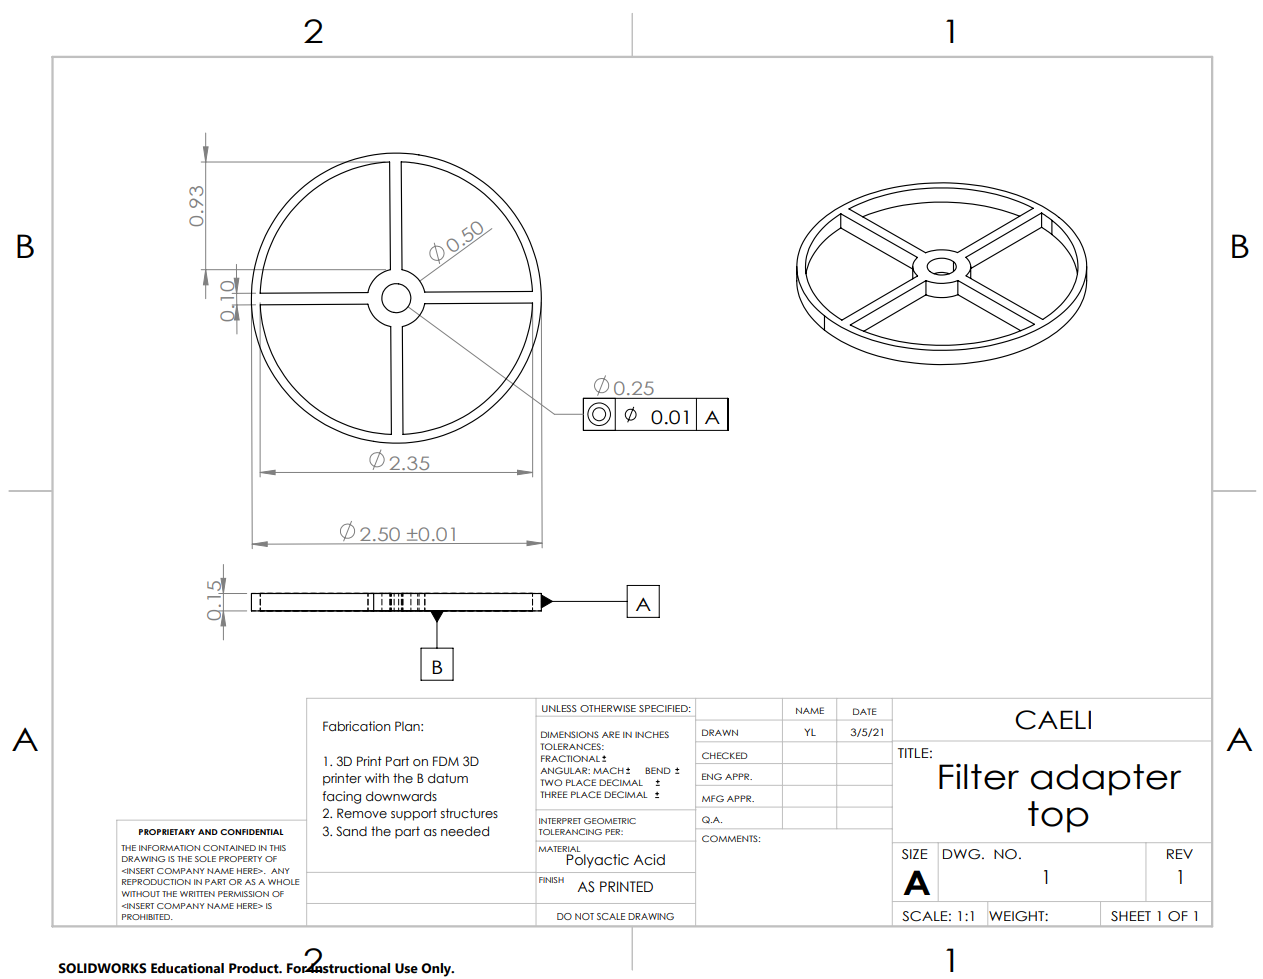 2
1
B
B
0.93
0.10
∅0.50
∅0.25
∅ 0.01 A
∅2.35
∅2.50 ±0.01
0.15
A
B
A
A
Fabrication Plan:
1. 3D Print Part on FDM 3D
printer with the B datum
facing downwards
2. Remove support structures
3. Sand the part as needed
PROPRIETARY AND CONFIDENTIAL
THE INFORMATION CONTAINED IN THIS
DRAWING IS THE SOLE PROPERTY OF
<INSERT COMPANY NAME HERE>. ANY
REPRODUCTION IN PART OR AS A WHOLE
WITHOUT THE WRITTEN PERMISSION OF
<INSERT COMPANY NAME HERE> IS
PROHIBITED.
UNLESS OTHERWISE SPECIFIED:
DIMENSIONS ARE IN INCHES
TOLERANCES:
FRACTIONAL ±
ANGULAR: MACH ± BEND ±
TWO PLACE DECIMAL ±
THREE PLACE DECIMAL ±
INTERPRET GEOMETRIC
TOLERANCING PER:
MATERIAL
Polyactic Acid
FINISH
AS PRINTED
DO NOT SCALE DRAWING
NAME DATE
DRAWN YL 3/5/21
CHECKED
ENG APPR.
MFG APPR.
Q.A.
COMMENTS:
CAELI
TITLE:
Filter adapter
top
SIZE DWG. NO. REV
A 1 1
SCALE: 1:1 WEIGHT: SHEET 1 OF 1
2
1
SOLIDWORKS Educational Product. For Instructional Use Only.